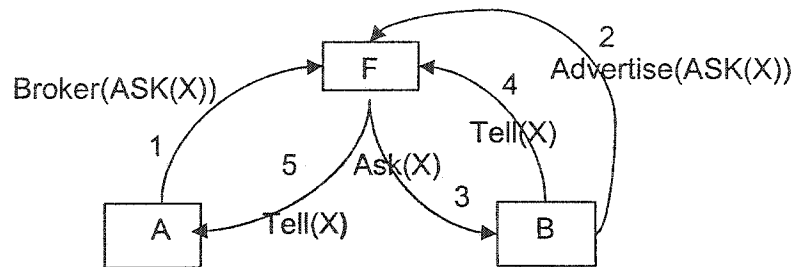 2
F
Advertise(ASK(X))
Broker(ASK(X))
4
1
Tell(X)
5
Ask(X)
3
A
Tell(X)
B